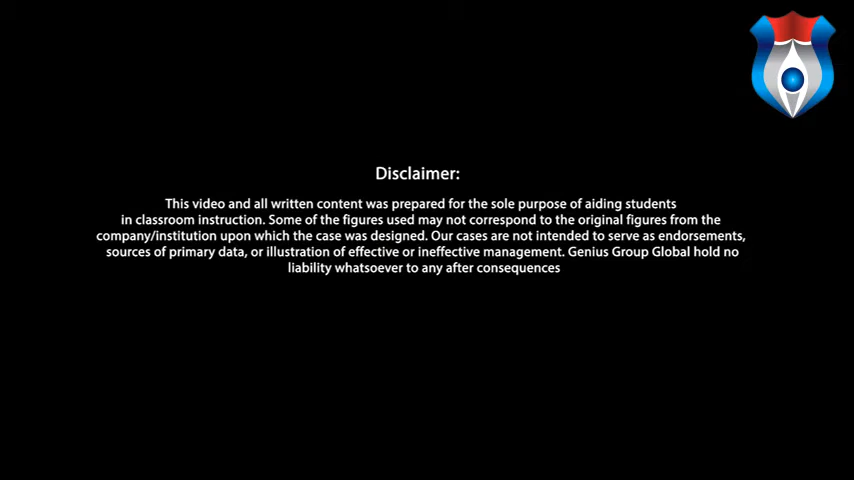 Disclaimer:
This video and all written content was prepared for the sole purpose of aiding students
in classroom instruction. Some of the figures used may not correspond to the original figures from the
company/institution upon which the case was designed. Our cases are not intended to serve as endorsements,
sources of primary data, or illustration of effective or ineffective management. Genius Group Global hold no
liability whatsoever to any after consequences